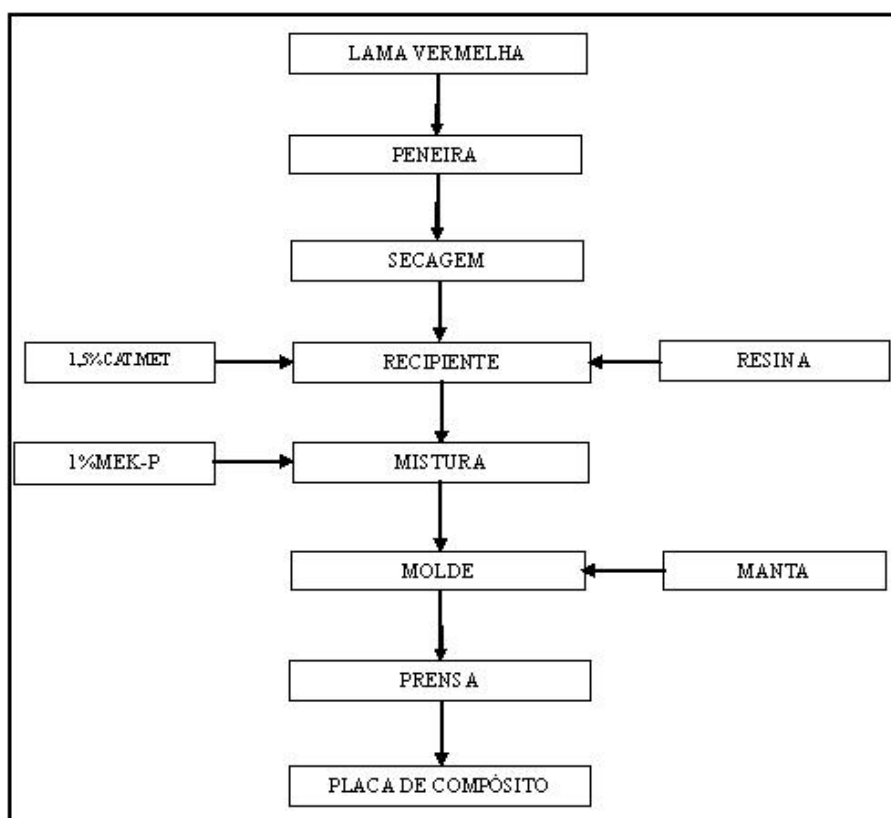 LAMA VERMELHA
PENEIRA
SECAGEM
1,5%CAT.MET
RECIPIENTE
RESINA
1%MEK-P
MISTURA
MOLDE
MANTA
PRENSA
PLACA DE COMPÓSITO